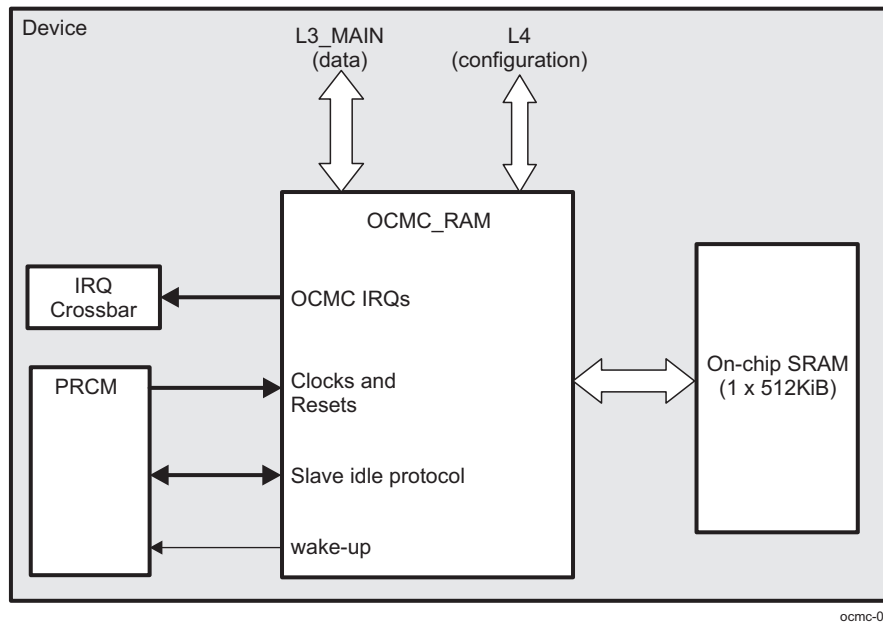 Device
L3_MAIN
(data)
L4
(configuration)
OCMC_RAM
IRQ
Crossbar
OCMC IRQs
PRCM
Clocks and
Resets
On-chip SRAM
(1 x 512KiB)
Slave idle protocol
wake-up
ocmc-0